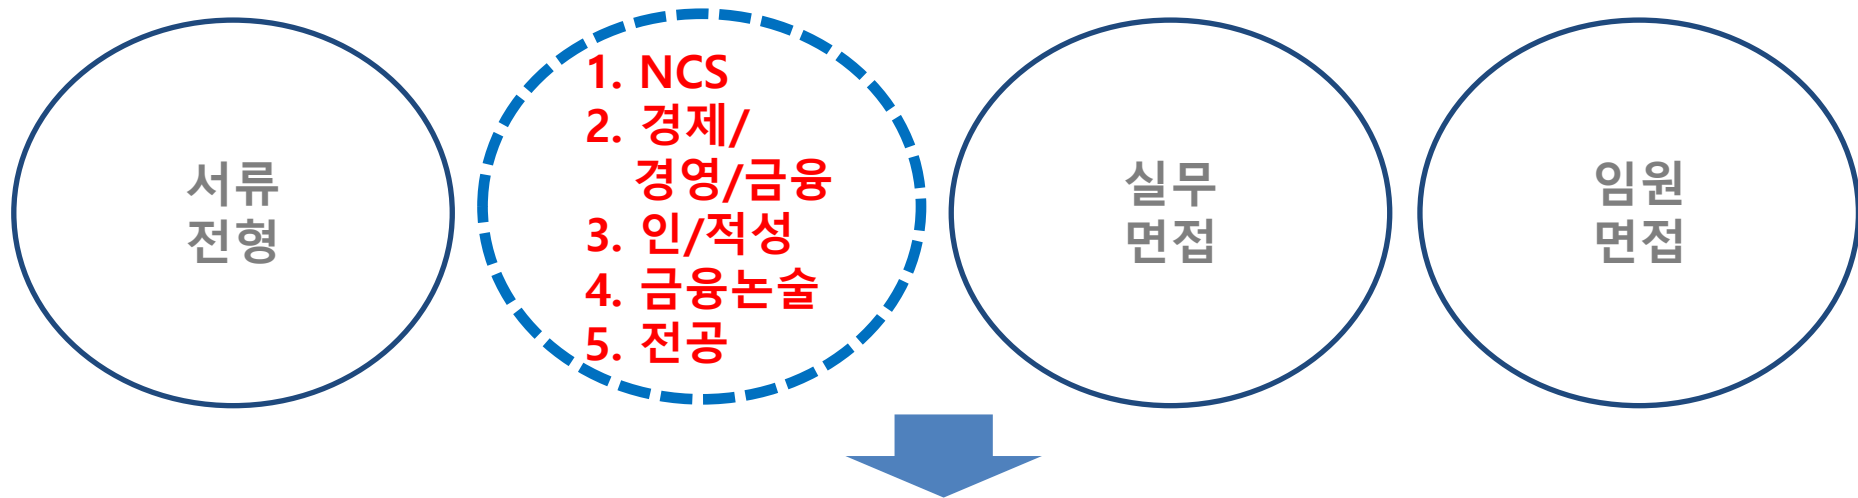 서류
전형
1. NCS
2. 경제/
경영/금융
3. 인/적성
4. 금융논술
5. 전공
실무
면접
임원
면접